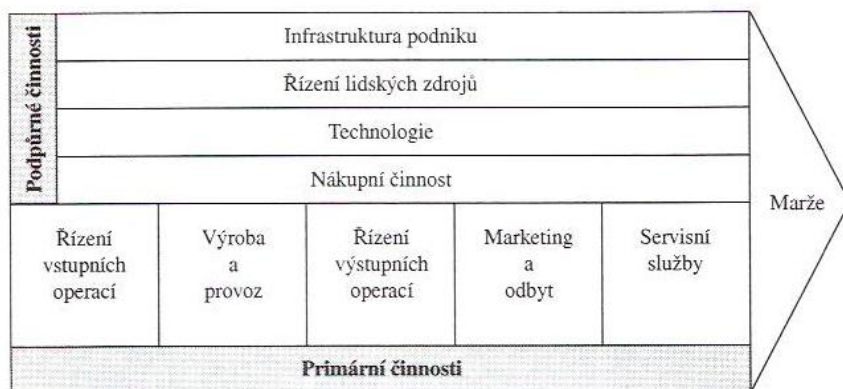 Podpůrné činnosti
Infrastruktura podniku
Řízení lidských zdrojů
Technologie
Nákupní činnost
Marže
Řízení
vstupních
operací
Výroba
a
provoz
Řízení
výstupních
operací
Marketing
a
odbyt
Servisní
služby
Primární činnosti